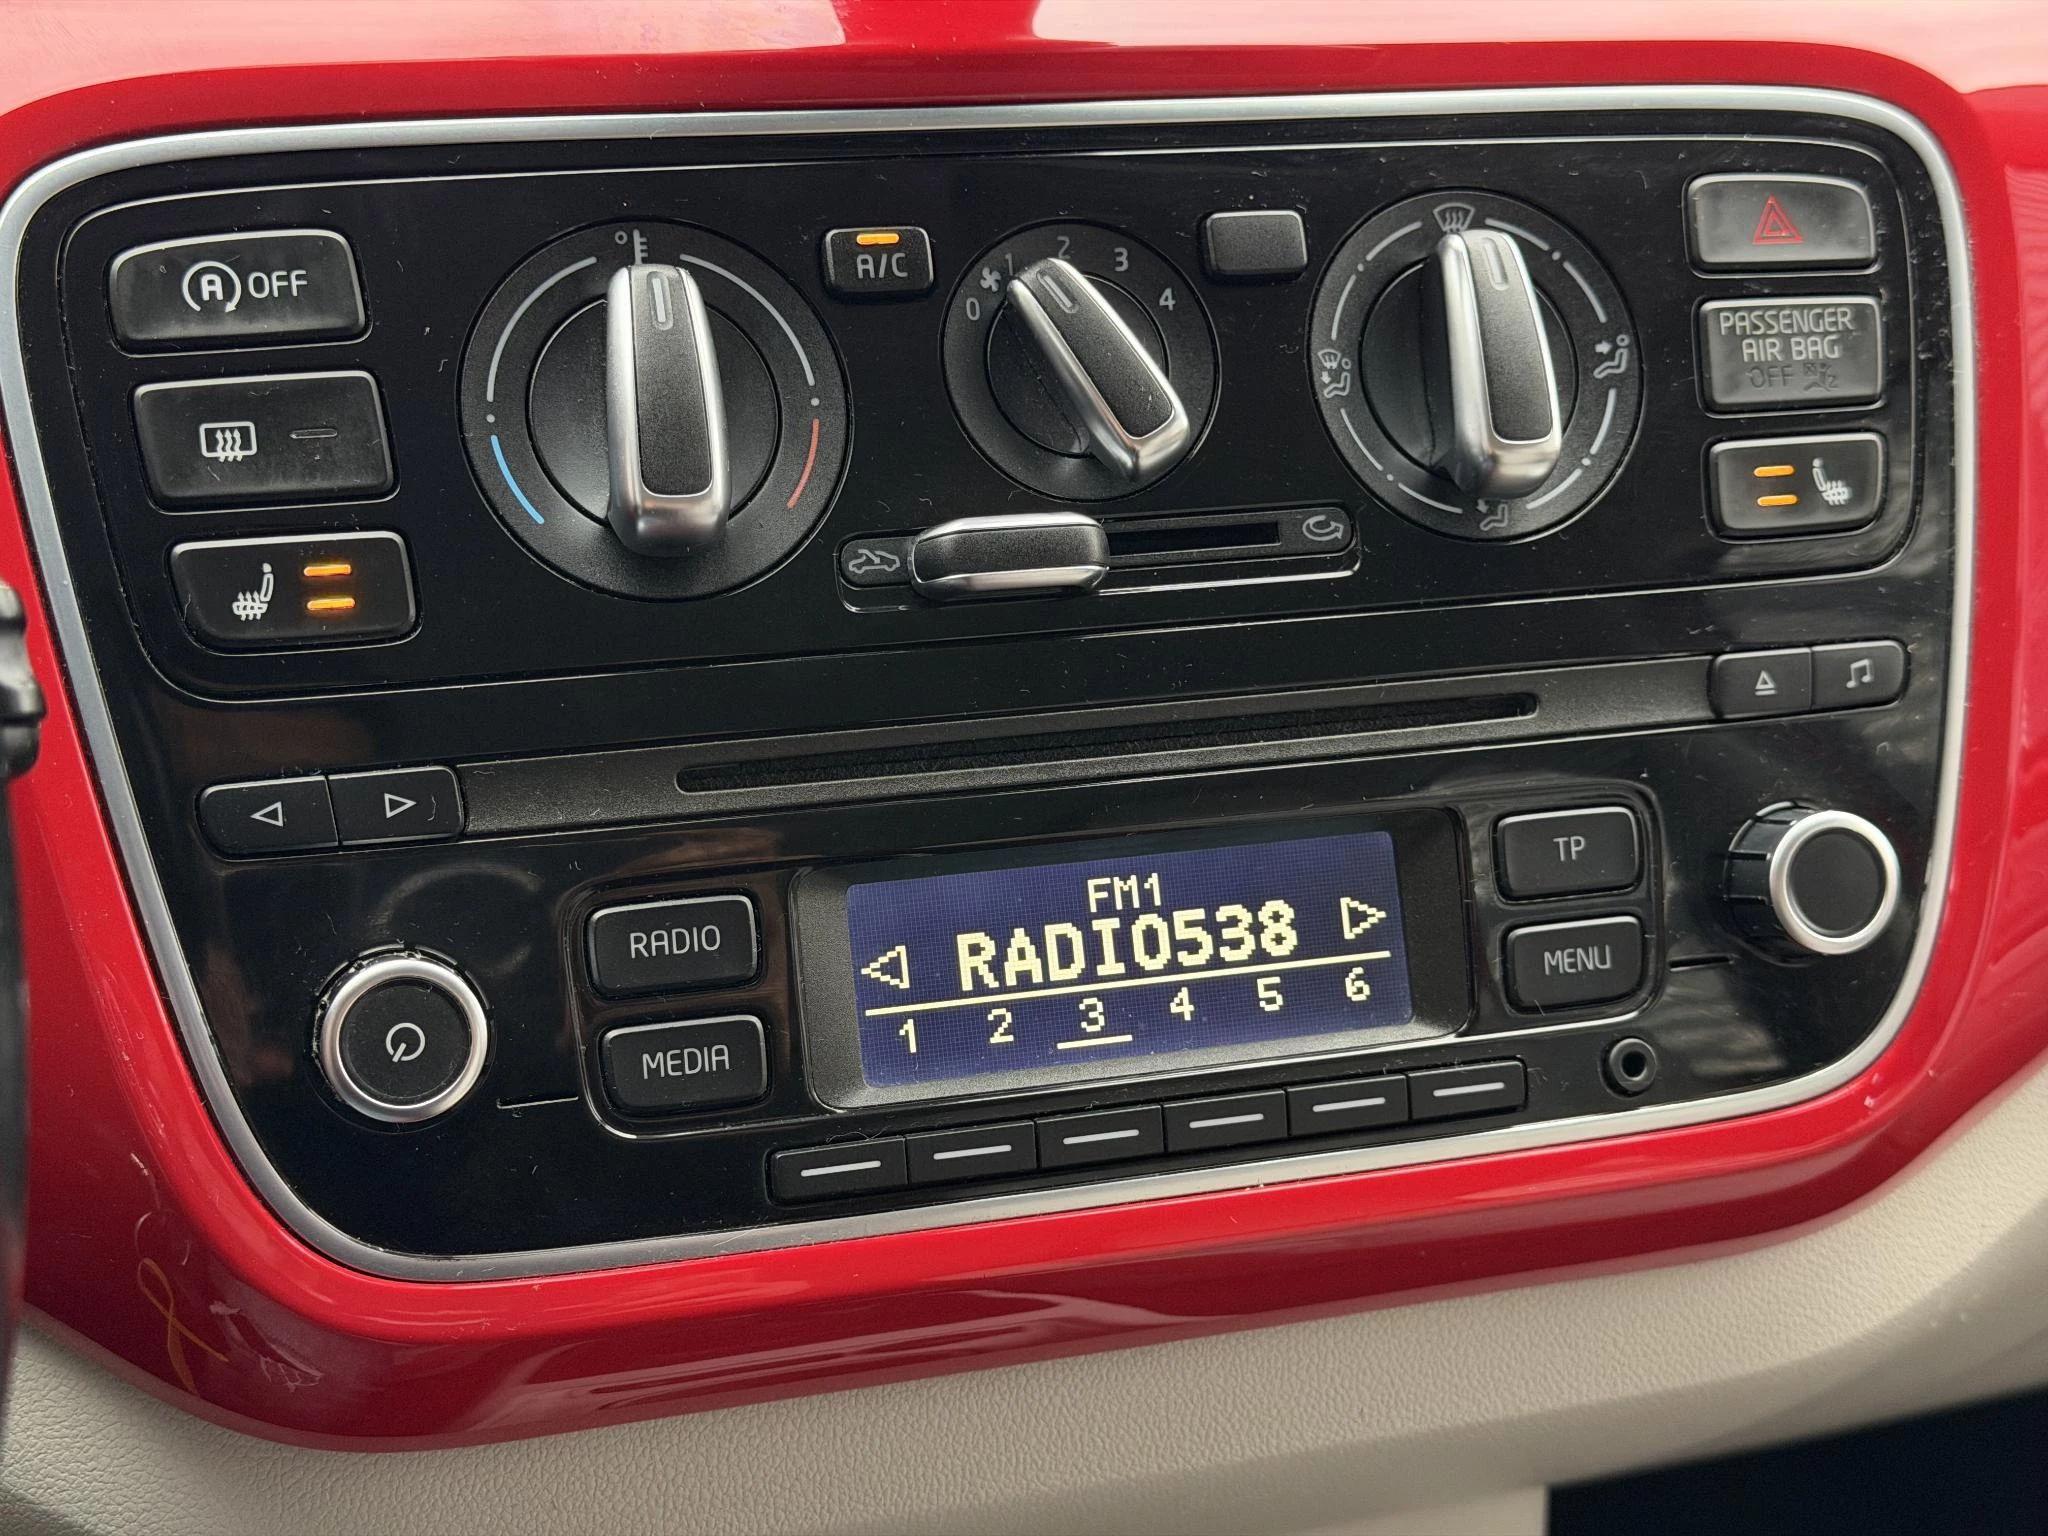 A OFF
A/C
0 1 2 3 4
PASSENGER
AIR BAG
OFF
RADIO
MEDIA
FM1
RADIO538
1 2 3 4 5 6
TP
MENU